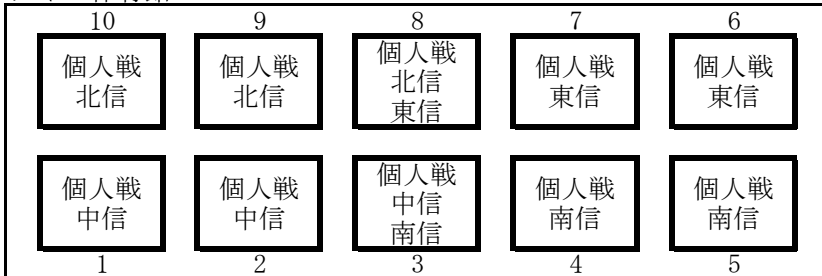 10 9 8 7 6
個人戦 個人戦 個人戦 個人戦 個人戦
北信 北信 北信 東信 東信
東信
個人戦 個人戦 個人戦 個人戦 個人戦
中信 中信 中信 南信 南信
南信
1 2 3 4 5